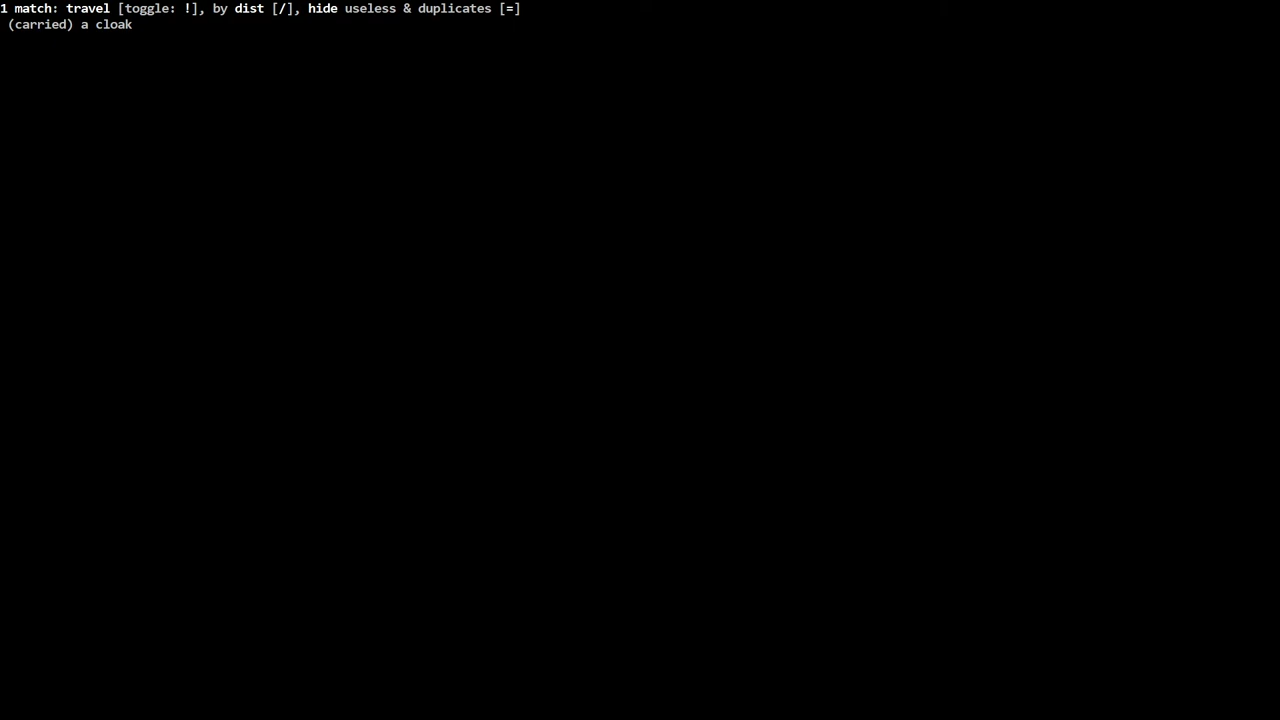 1 match: travel [toggle: !], by dist [/], hide useless & duplicates [=]
(carried) a cloak